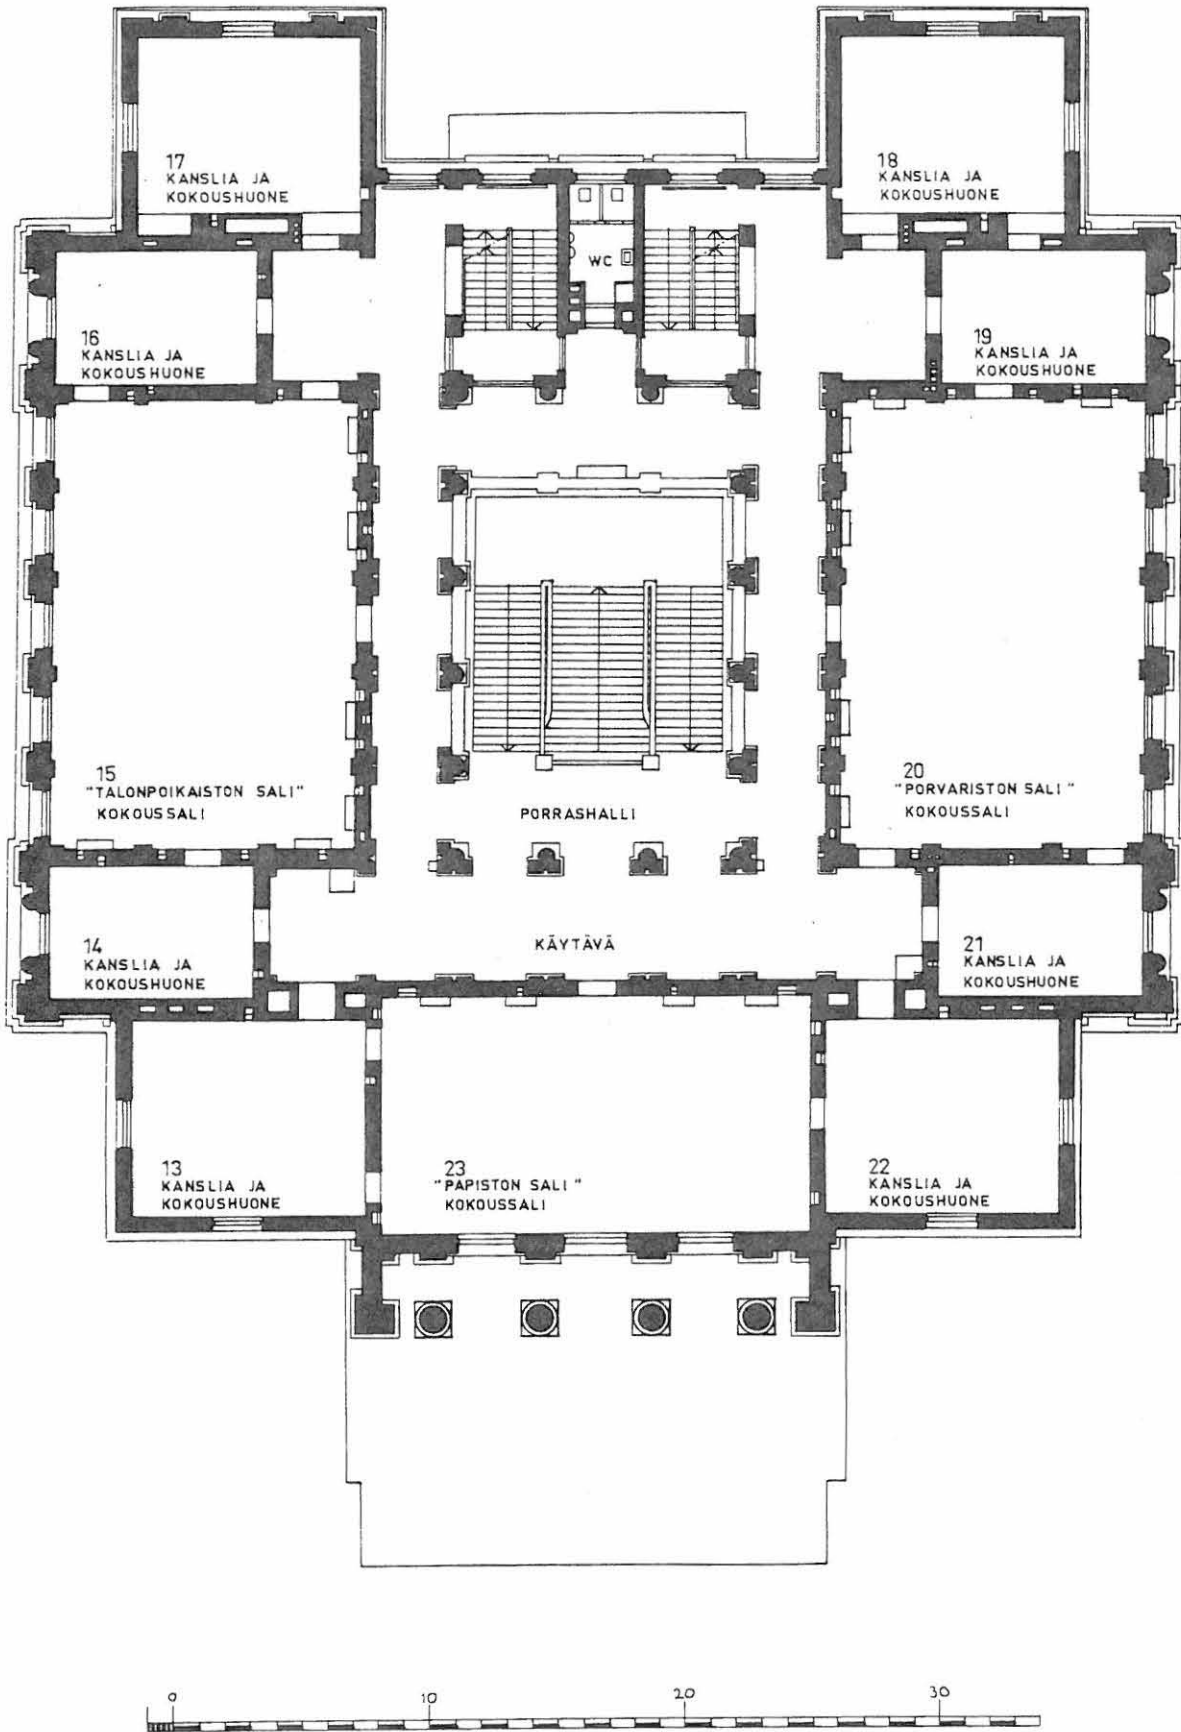 17
KANSLIA JA
KOKOUSHUONE
18
KANSLIA JA
KOKOUSHUONE
WC
16
KANSLIA JA
KOKOUSHUONE
19
KANSLIA JA
KOKOUSHUONE
15
"TALONPOIKAISTON SALI"
KOKOUSSALI
20
"PORVARISTON SALI"
KOKOUSSALI
PORRASHALLI
14
KANSLIA JA
KOKOUSHUONE
KÄYTÄVÄ
21
KANSLIA JA
KOKOUSHUONE
13
KANSLIA JA
KOKOUSHUONE
23
"PAPISTON SALI"
KOKOUSSALI
22
KANSLIA JA
KOKOUSHUONE
0 10 20 30